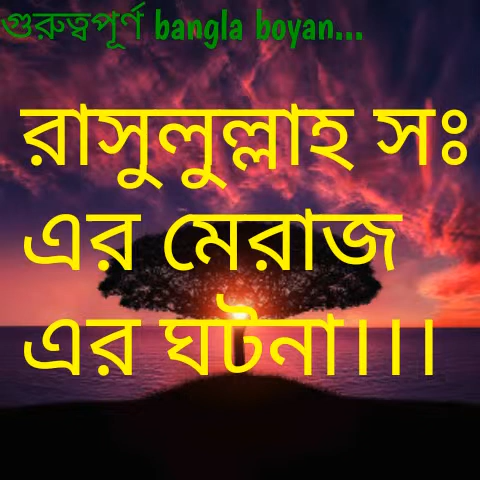 গুরুত্বপূর্ণ bangla boyan...
রাসুলুল্লাহ সঃ
এর মেরাজ
এর ঘটনা।।।